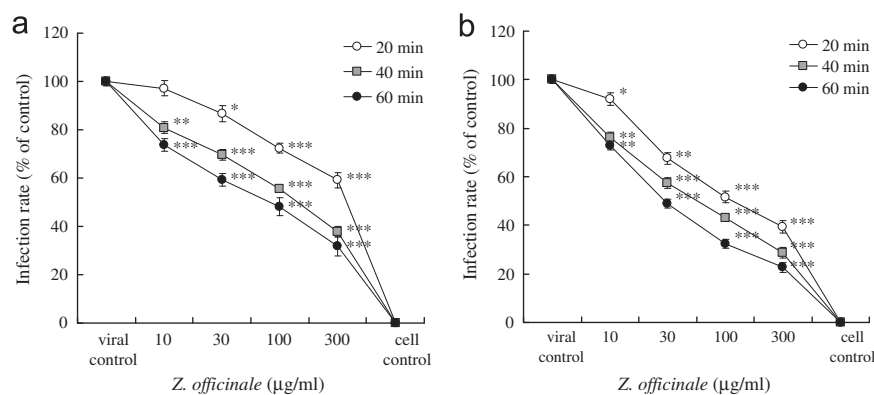 a
Infection rate (% of control)
120
100
80
60
40
20
0
20 min
40 min
60 min
*
**
***
***
***
***
***
***
***
***
***
viral control
10
30
100
300
cell control
Z. officinale (μg/ml)
b
Infection rate (% of control)
120
100
80
60
40
20
0
20 min
40 min
60 min
*
**
**
**
***
***
***
***
***
***
***
***
viral control
10
30
100
300
cell control
Z. officinale (μg/ml)